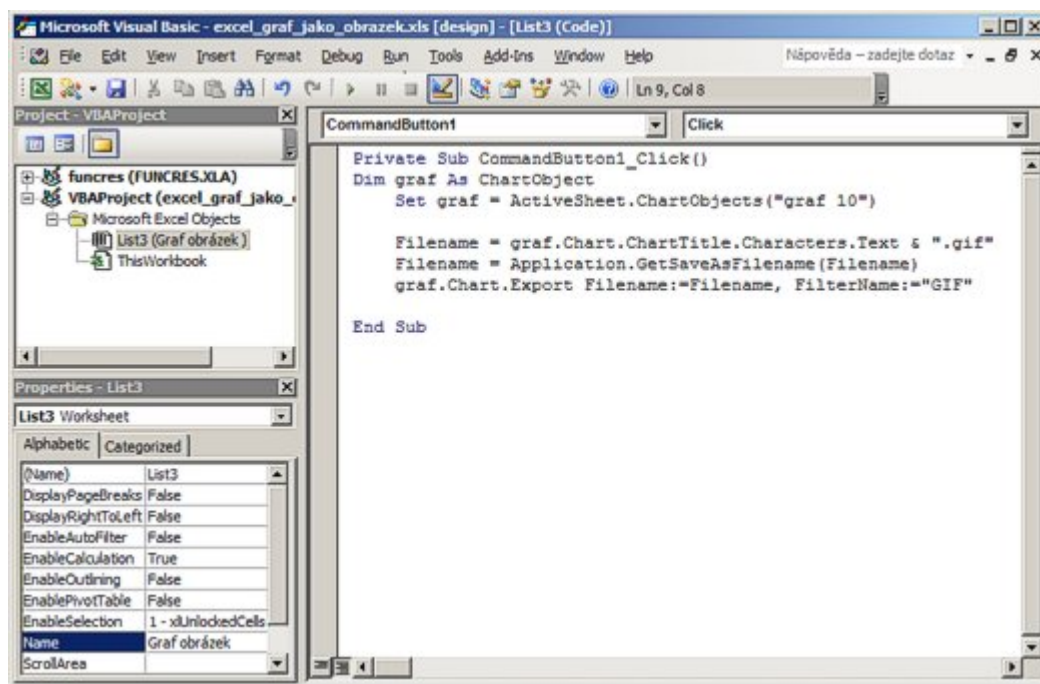 Microsoft Visual Basic - excel_graf_jako_obrazek.xls [design] - [List3 (Code)]
File Edit View Insert Format Debug Run Tools Add-Ins Window Help Nápověda – zadejte dotaz
Ln 9, Col 8
Project - VBAProject
funcres (FUNCRES.XLA)
VBAProject (excel_graf_jako_
Microsoft Excel Objects
List3 (Graf obrázek )
ThisWorkbook
Properties - List3
List3 Worksheet
Alphabetic Categorized
(Name) List3
DisplayPageBreaks False
DisplayRightToLeft False
EnableAutoFilter False
EnableCalculation True
EnableOutlining False
EnablePivotTable False
EnableSelection 1 - xlUnlockedCells
Name Graf obrázek
ScrollArea
CommandButton1 Click
Private Sub CommandButton1_Click()
Dim graf As ChartObject
Set graf = ActiveSheet.ChartObjects("graf 10")
Filename = graf.Chart.ChartTitle.Characters.Text & ".gif"
Filename = Application.GetSaveAsFilename(Filename)
graf.Chart.Export Filename:=Filename, FilterName:="GIF"
End Sub